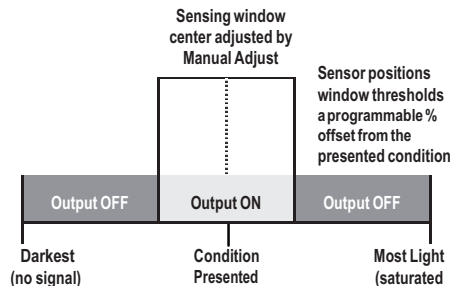 Sensing window
center adjusted by
Manual Adjust
Sensor positions
window thresholds
a programmable %
offset from the
presented condition
Output OFF
Output ON
Output OFF
Darkest
(no signal)
Condition
Presented
Most Light
(saturated